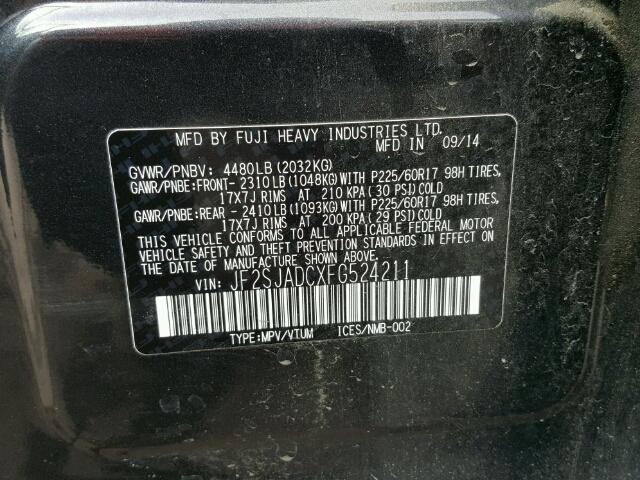 MFD BY FUJI HEAVY INDUSTRIES LTD.
MFD IN 09/14
GVWR/PNBV: 4480LB (2032KG)
GAWR/PNBE:FRONT- 2310LB (1048KG) WITH P225/60R17 98H TIRES,
17X7J RIMS AT 210 KPA ( 30 PSI) COLD
GAWR/PNBE:REAR - 2410LB (1093KG) WITH P225/60R17 98H TIRES,
17X7J RIMS AT 200 KPA ( 29 PSI) COLD
THIS VEHICLE CONFORMS TO ALL APPLICABLE FEDERAL MOTOR
VEHICLE SAFETY AND THEFT PREVENTION STANDARDS IN EFFECT
ON THE DATE OF MANUFACTURE SHOWN ABOVE.
VIN: JF2SJADCXFG524211
TYPE:MPV/VTUM ICES/NMB-002